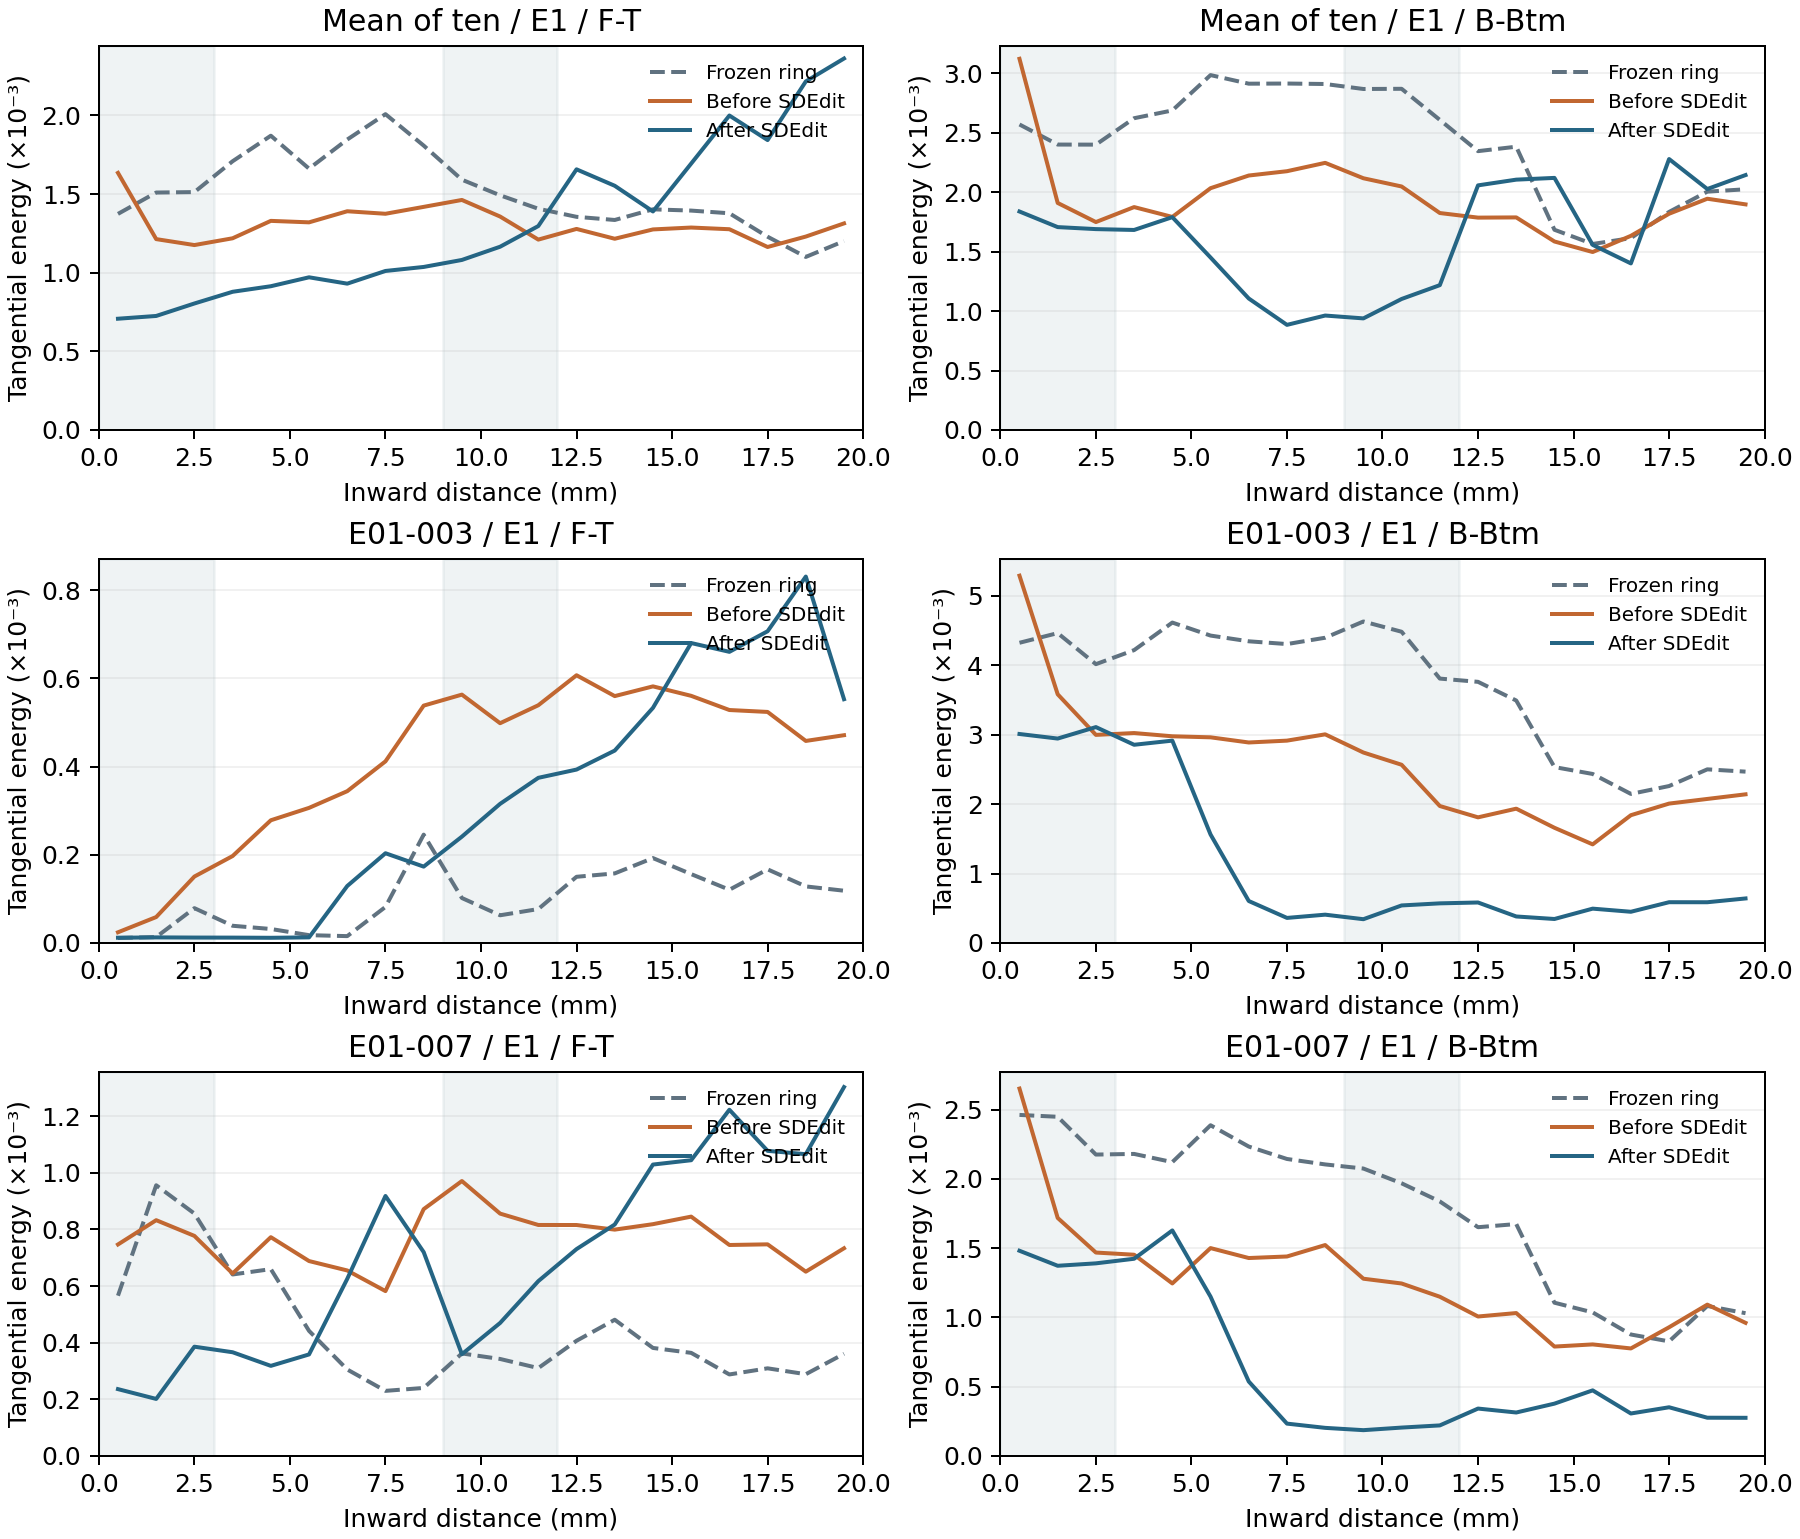 Mean of ten / E1 / F-T
Tangential energy (×10⁻³)
2.0
1.5
1.0
0.5
0.0
Frozen ring
Before SDEdit
After SDEdit
0.0 2.5 5.0 7.5 10.0 12.5 15.0 17.5 20.0
Inward distance (mm)
Mean of ten / E1 / B-Btm
Tangential energy (×10⁻³)
3.0
2.5
2.0
1.5
1.0
0.5
0.0
Frozen ring
Before SDEdit
After SDEdit
0.0 2.5 5.0 7.5 10.0 12.5 15.0 17.5 20.0
Inward distance (mm)
E01-003 / E1 / F-T
Tangential energy (×10⁻³)
0.8
0.6
0.4
0.2
0.0
Frozen ring
Before SDEdit
After SDEdit
0.0 2.5 5.0 7.5 10.0 12.5 15.0 17.5 20.0
Inward distance (mm)
E01-003 / E1 / B-Btm
Tangential energy (×10⁻³)
5
4
3
2
1
0
Frozen ring
Before SDEdit
After SDEdit
0.0 2.5 5.0 7.5 10.0 12.5 15.0 17.5 20.0
Inward distance (mm)
E01-007 / E1 / F-T
Tangential energy (×10⁻³)
1.2
1.0
0.8
0.6
0.4
0.2
0.0
Frozen ring
Before SDEdit
After SDEdit
0.0 2.5 5.0 7.5 10.0 12.5 15.0 17.5 20.0
Inward distance (mm)
E01-007 / E1 / B-Btm
Tangential energy (×10⁻³)
2.5
2.0
1.5
1.0
0.5
0.0
Frozen ring
Before SDEdit
After SDEdit
0.0 2.5 5.0 7.5 10.0 12.5 15.0 17.5 20.0
Inward distance (mm)